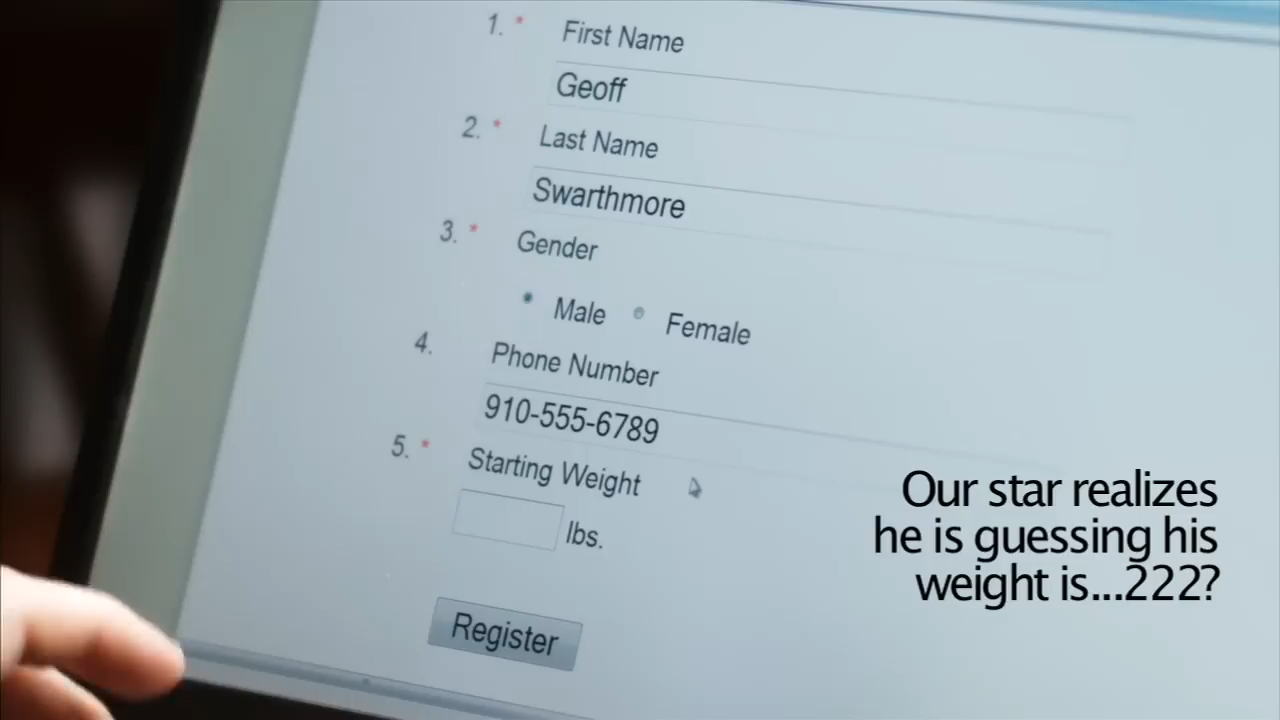 1. * First Name
Geoff
2. * Last Name
Swarthmore
3. * Gender
Male Female
4. Phone Number
910-555-6789
5. * Starting Weight
lbs.
Register
Our star realizes
he is guessing his
weight is...222?